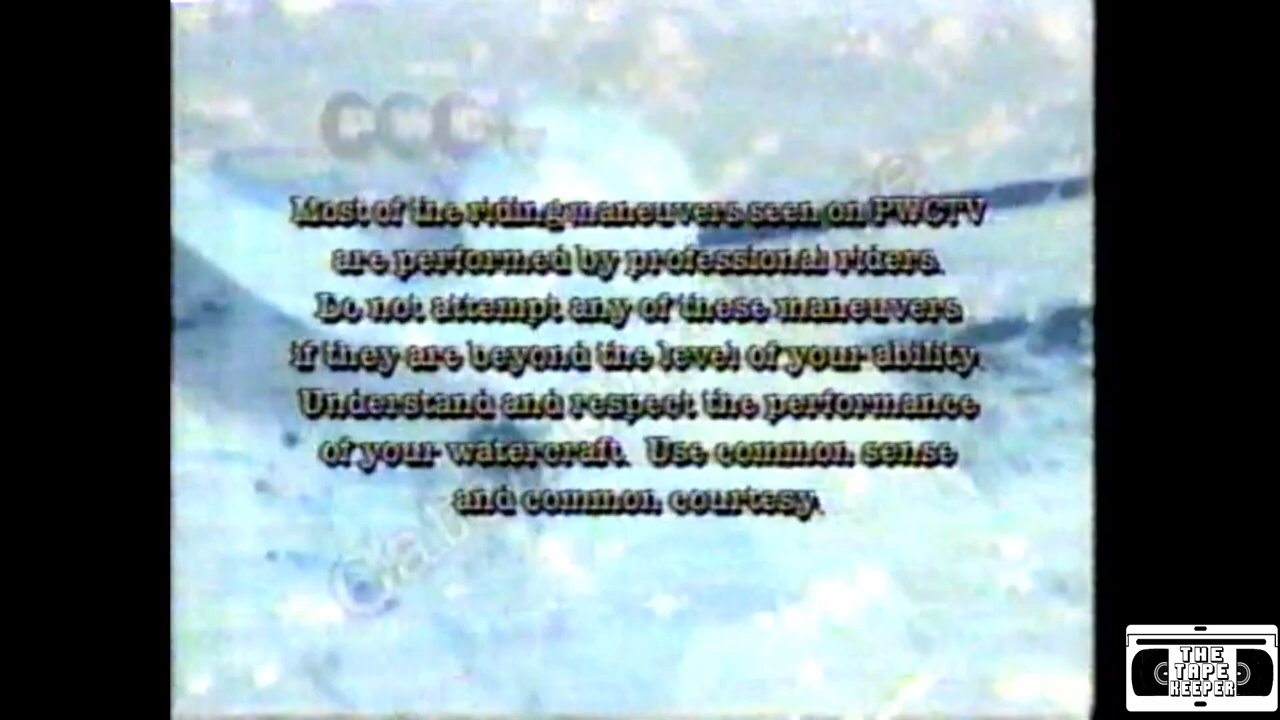 Most of the riding maneuvers seen on PWCTV
are performed by professional riders.
Do not attempt any of these maneuvers
if they are beyond the level of your ability.
Understand and respect the performance
of your watercraft. Use common sense
and common courtesy.
THE
TAPE
KEEPER